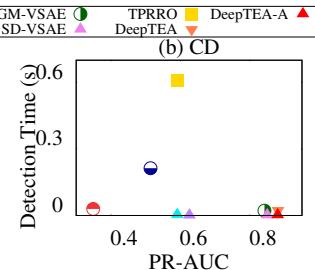 GM-VSAE TPRRO DeepTEA-A
SD-VSAE DeepTEA
(b) CD
Detection Time (s)
0.6
0.3
0
0.4 0.6 0.8
PR-AUC